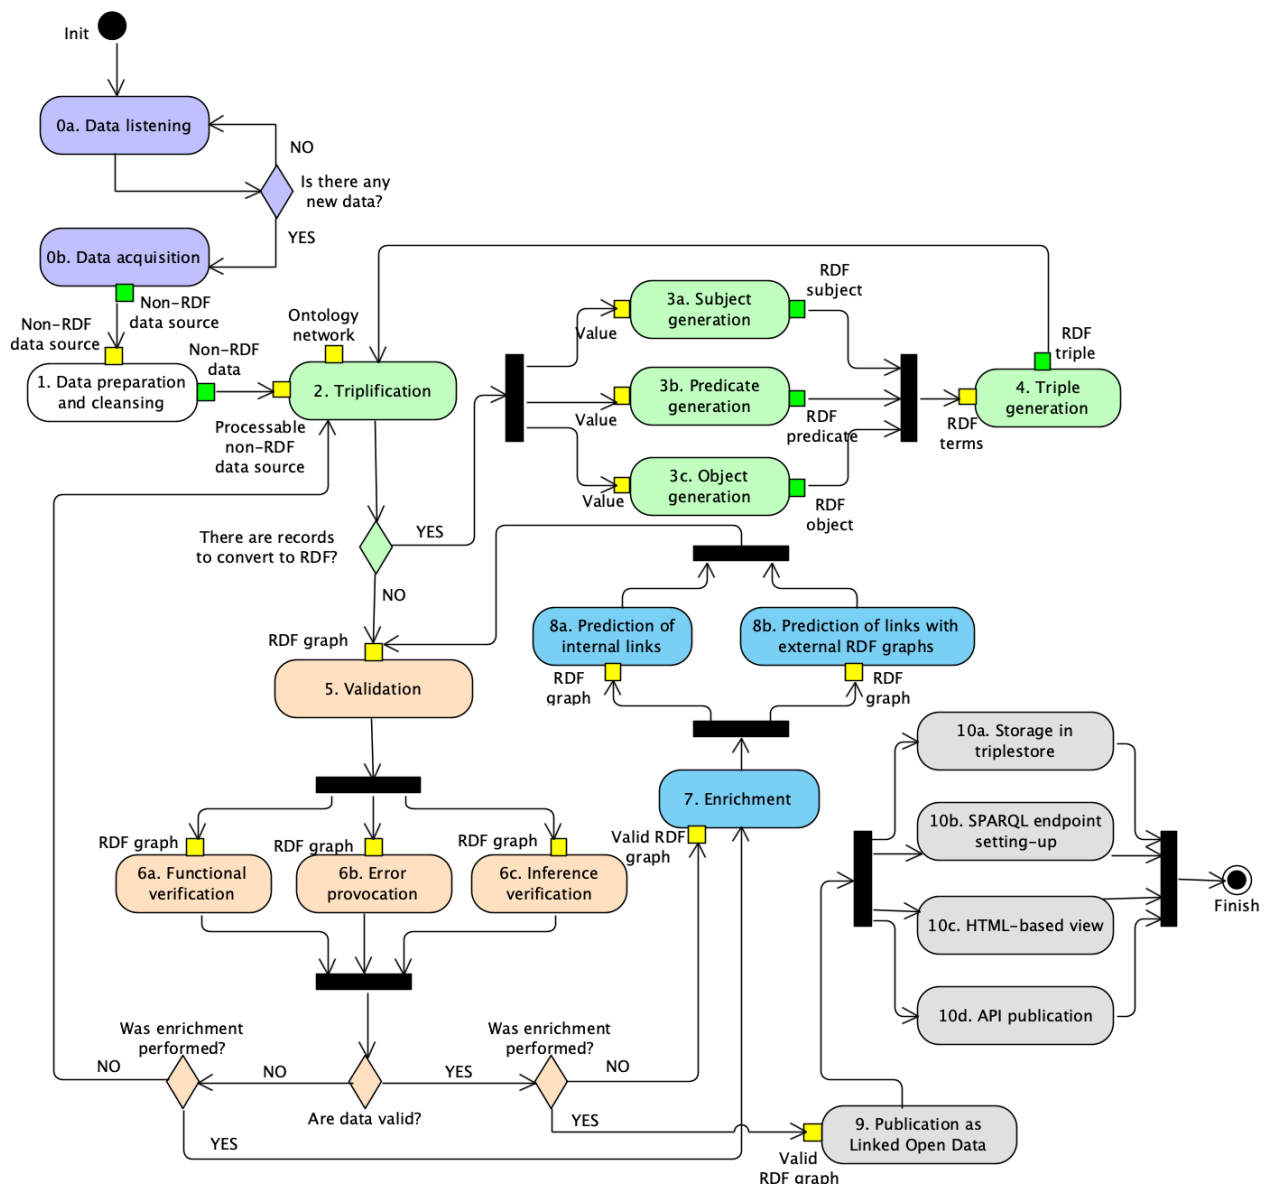 Init
0a. Data listening
NO
Is there any
new data?
YES
0b. Data acquisition
Non-RDF
data source
Non-RDF
data source
Non-RDF
data
1. Data preparation
and cleansing
Ontology
network
2. Triplification
Processable
non-RDF
data source
There are records
to convert to RDF?
YES
NO
Value
3a. Subject
generation
RDF
subject
Value
3b. Predicate
generation
RDF
predicate
Value
3c. Object
generation
RDF
object
RDF
terms
RDF
triple
4. Triple
generation
RDF graph
5. Validation
8a. Prediction of
internal links
RDF
graph
8b. Prediction of links with
external RDF graphs
RDF
graph
7. Enrichment
Valid RDF
graph
RDF graph
6a. Functional
verification
RDF graph
6b. Error
provocation
RDF graph
6c. Inference
verification
Was enrichment
performed?
NO
NO
Are data valid?
YES
Was enrichment
performed?
NO
YES
YES
Valid
RDF graph
9. Publication as
Linked Open Data
10a. Storage in
triplestore
10b. SPARQL endpoint
setting-up
10c. HTML-based view
10d. API publication
Finish